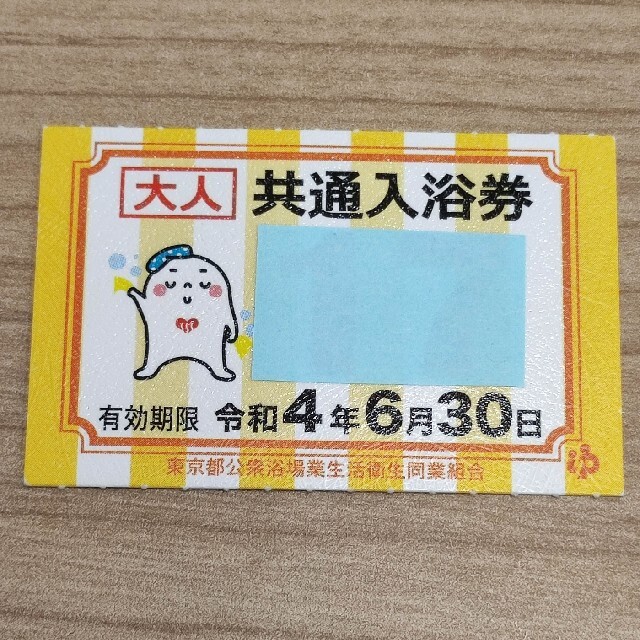 大人 共通入浴券
有効期限 令和4年6月30日
東京都公衆浴場業生活衛生同業組合
ゆ